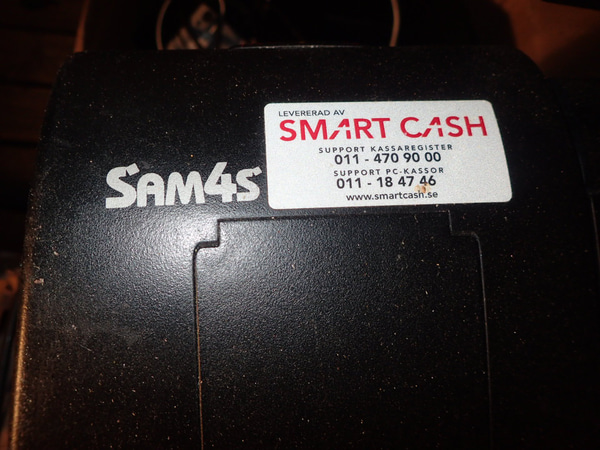 LEVERERAD AV
SMART CASH
SUPPORT KASSAREGISTER
011 - 470 90 00
SUPPORT PC-KASSOR
011 - 18 47 46
www.smartcash.se
SAM4S